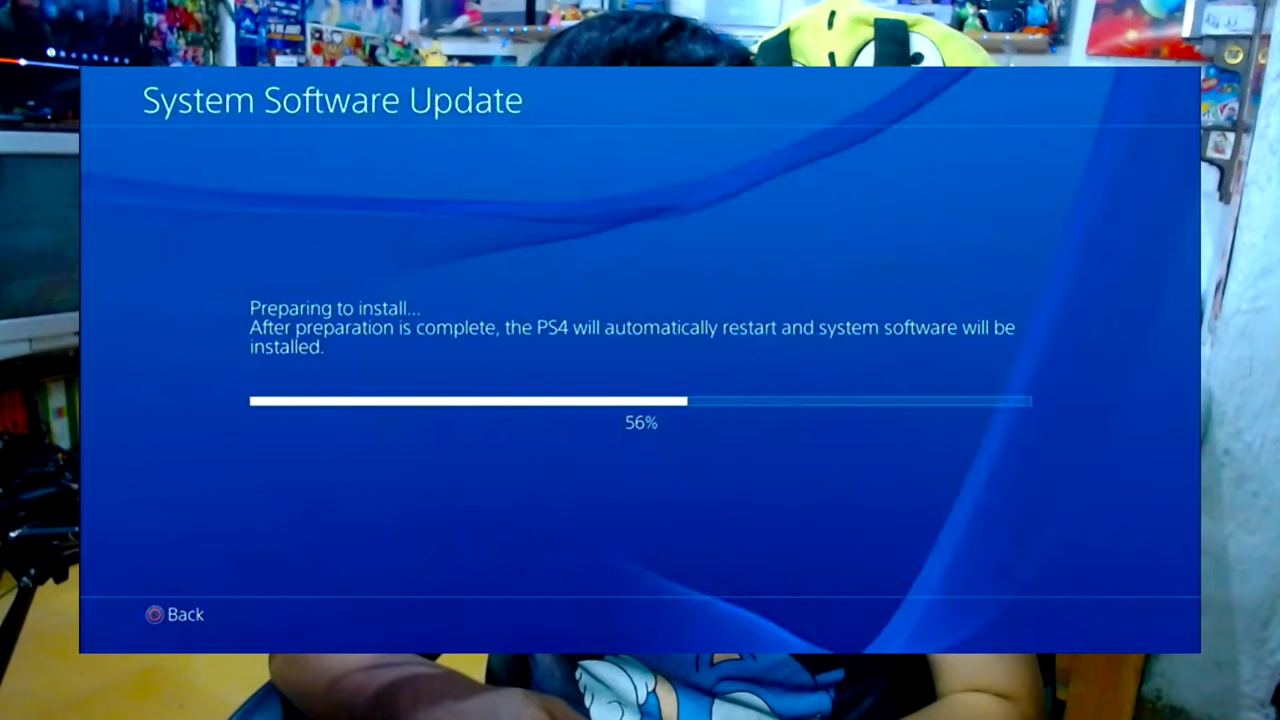 System Software Update
Preparing to install...
After preparation is complete, the PS4 will automatically restart and system software will be
installed.
56%
Back